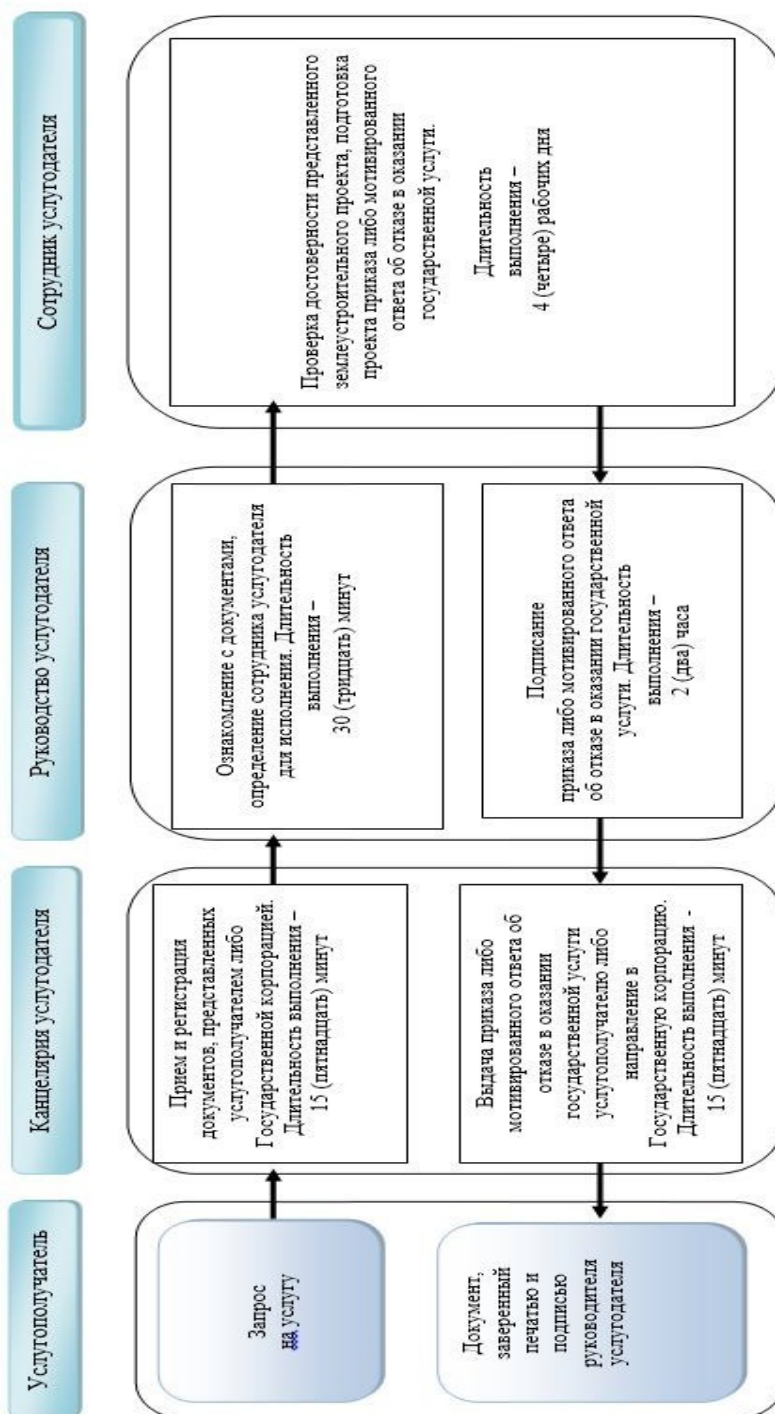 Услугополучатель
Канцелярия услугодателя
Руководство услугодателя
Сотрудник услугодателя
Запрос
на услугу
Прием и регистрация
документов, представленных
услугополучателем либо
Государственной корпорацией.
Длительность выполнения –
15 (пятнадцать) минут
Ознакомление с документами,
определение сотрудника услугодателя
для исполнения. Длительность
выполнения –
30 (тридцать) минут
Проверка достоверности представленного
землеустроительного проекта, подготовка
проекта приказа либо мотивированного
ответа об отказе в оказании
государственной услуги.
Длительность
выполнения –
4 (четыре) рабочих дня
Подписание
приказа либо мотивированного ответа
об отказе в оказании государственной
услуги. Длительность
выполнения –
2 (два) часа
Выдача приказа либо
мотивированного ответа об
отказе в оказании
государственной услуги
услугополучателю либо
направление в
Государственную корпорацию.
Длительность выполнения -
15 (пятнадцать) минут
Документ,
заверенный
печатью и
подписью
руководителя
услугодателя